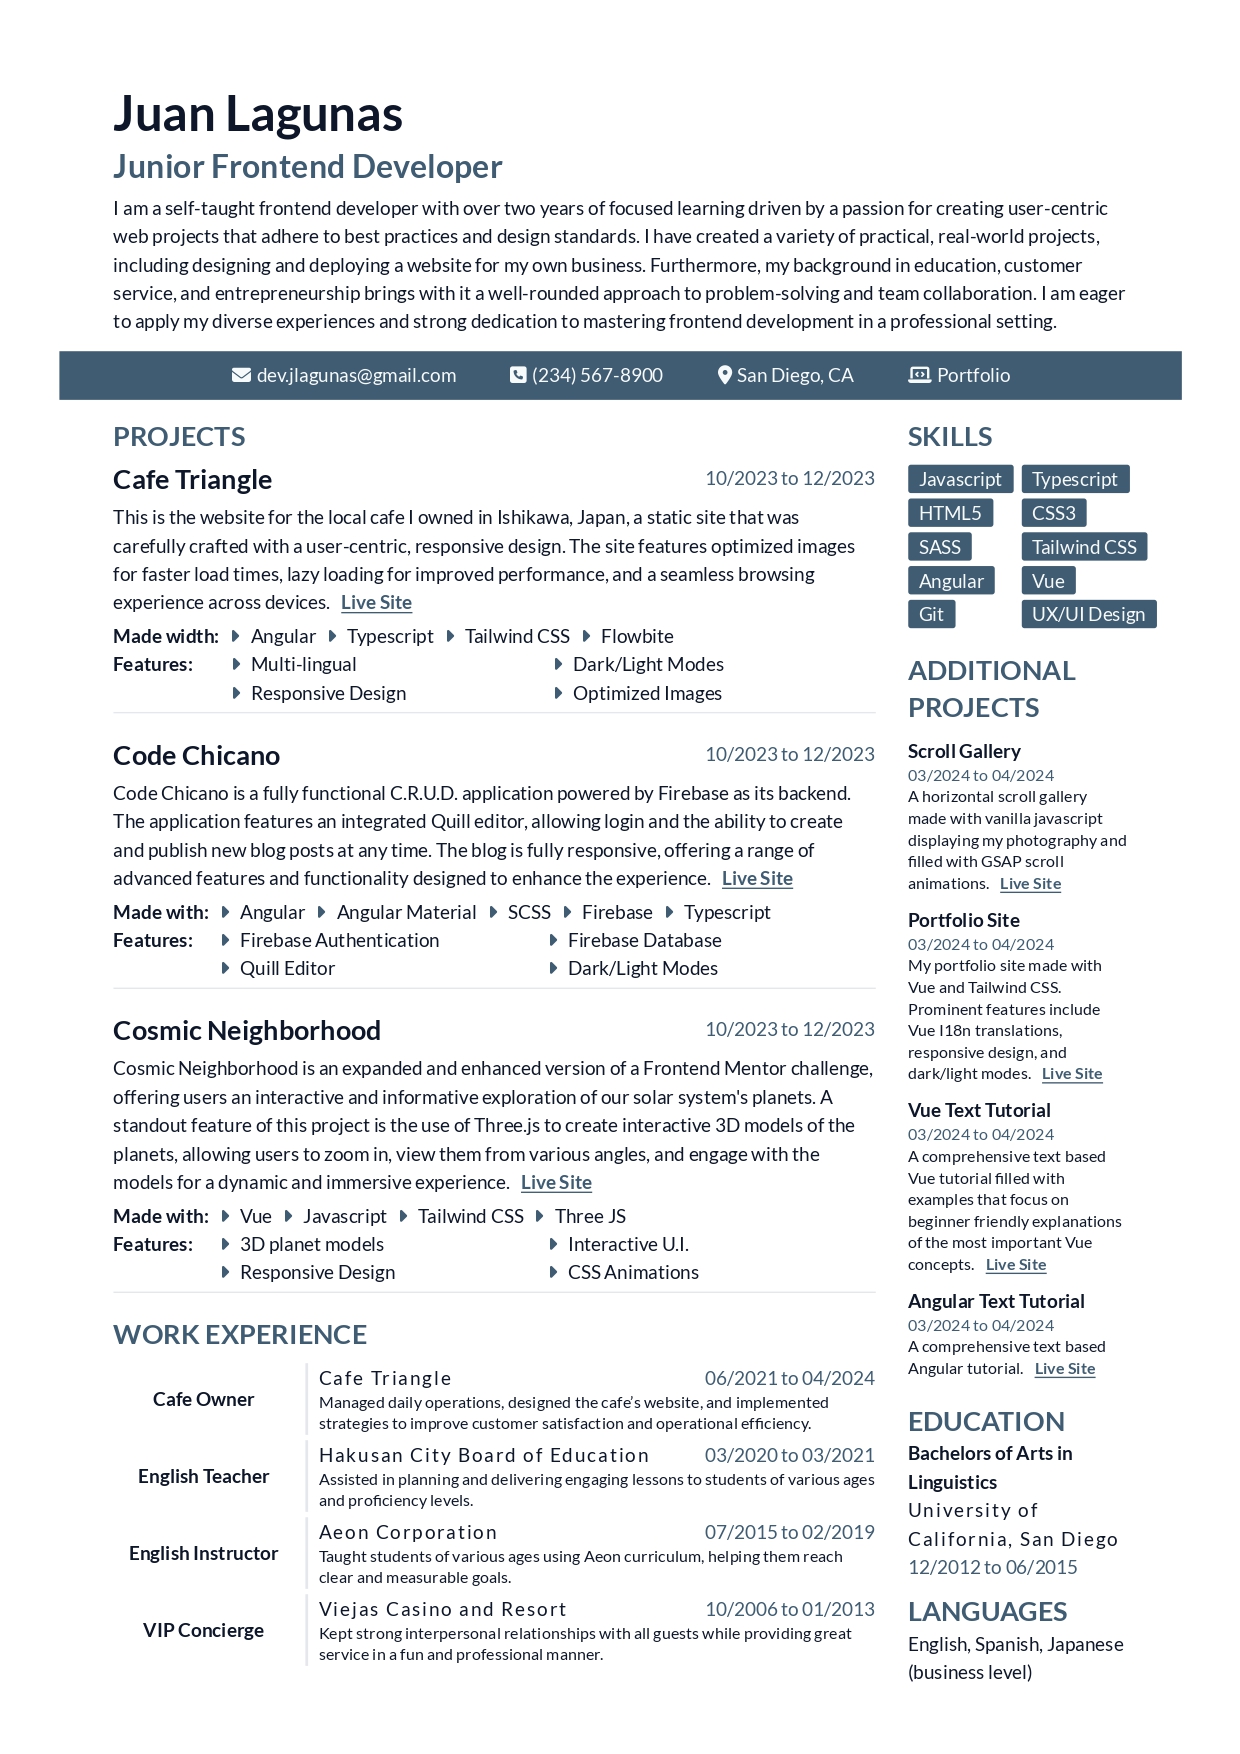 Juan Lagunas
Junior Frontend Developer
I am a self-taught frontend developer with over two years of focused learning driven by a passion for creating user-centric
web projects that adhere to best practices and design standards. I have created a variety of practical, real-world projects,
including designing and deploying a website for my own business. Furthermore, my background in education, customer
service, and entrepreneurship brings with it a well-rounded approach to problem-solving and team collaboration. I am eager
to apply my diverse experiences and strong dedication to mastering frontend development in a professional setting.
dev.jlagunas@gmail.com (234) 567-8900 San Diego, CA Portfolio
PROJECTS
Cafe Triangle 10/2023 to 12/2023
This is the website for the local cafe I owned in Ishikawa, Japan, a static site that was
carefully crafted with a user-centric, responsive design. The site features optimized images
for faster load times, lazy loading for improved performance, and a seamless browsing
experience across devices. Live Site
Made width: Angular Typescript Tailwind CSS Flowbite
Features: Multi-lingual Dark/Light Modes
Responsive Design Optimized Images
Code Chicano 10/2023 to 12/2023
Code Chicano is a fully functional C.R.U.D. application powered by Firebase as its backend.
The application features an integrated Quill editor, allowing login and the ability to create
and publish new blog posts at any time. The blog is fully responsive, offering a range of
advanced features and functionality designed to enhance the experience. Live Site
Made with: Angular Angular Material SCSS Firebase Typescript
Features: Firebase Authentication Firebase Database
Quill Editor Dark/Light Modes
Cosmic Neighborhood 10/2023 to 12/2023
Cosmic Neighborhood is an expanded and enhanced version of a Frontend Mentor challenge,
offering users an interactive and informative exploration of our solar system's planets. A
standout feature of this project is the use of Three.js to create interactive 3D models of the
planets, allowing users to zoom in, view them from various angles, and engage with the
models for a dynamic and immersive experience. Live Site
Made with: Vue Javascript Tailwind CSS Three JS
Features: 3D planet models Interactive U.I.
Responsive Design CSS Animations
WORK EXPERIENCE
Cafe Owner
Cafe Triangle 06/2021 to 04/2024
Managed daily operations, designed the cafe’s website, and implemented
strategies to improve customer satisfaction and operational efficiency.
English Teacher
Hakusan City Board of Education 03/2020 to 03/2021
Assisted in planning and delivering engaging lessons to students of various ages
and proficiency levels.
English Instructor
Aeon Corporation 07/2015 to 02/2019
Taught students of various ages using Aeon curriculum, helping them reach
clear and measurable goals.
VIP Concierge
Viejas Casino and Resort 10/2006 to 01/2013
Kept strong interpersonal relationships with all guests while providing great
service in a fun and professional manner.
SKILLS
Javascript Typescript
HTML5 CSS3
SASS Tailwind CSS
Angular Vue
Git UX/UI Design
ADDITIONAL
PROJECTS
Scroll Gallery
03/2024 to 04/2024
A horizontal scroll gallery
made with vanilla javascript
displaying my photography and
filled with GSAP scroll
animations. Live Site
Portfolio Site
03/2024 to 04/2024
My portfolio site made with
Vue and Tailwind CSS.
Prominent features include
Vue I18n translations,
responsive design, and
dark/light modes. Live Site
Vue Text Tutorial
03/2024 to 04/2024
A comprehensive text based
Vue tutorial filled with
examples that focus on
beginner friendly explanations
of the most important Vue
concepts. Live Site
Angular Text Tutorial
03/2024 to 04/2024
A comprehensive text based
Angular tutorial. Live Site
EDUCATION
Bachelors of Arts in
Linguistics
University of
California, San Diego
12/2012 to 06/2015
LANGUAGES
English, Spanish, Japanese
(business level)